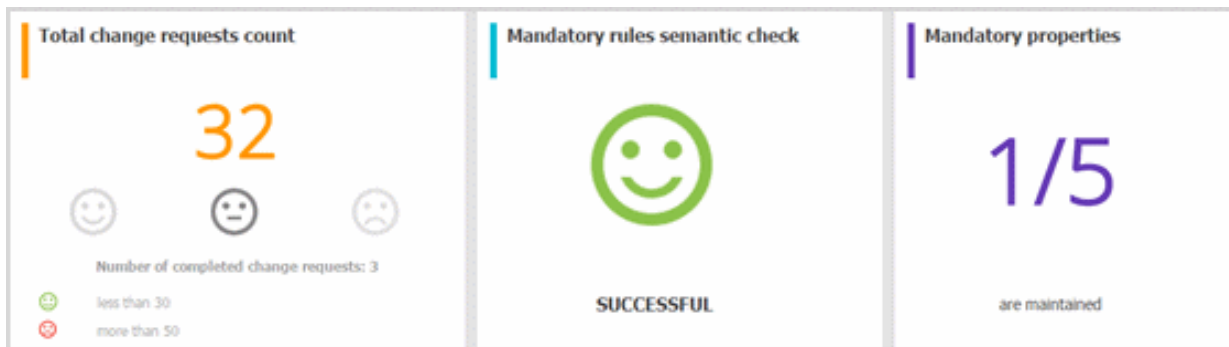 Total change requests count
32
Number of completed change requests: 3
less than 30
more than 50
Mandatory rules semantic check
SUCCESSFUL
Mandatory properties
1/5
are maintained